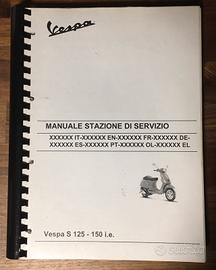 Vespa
MANUALE STAZIONE DI SERVIZIO
XXXXXX IT-XXXXXX EN-XXXXXX FR-XXXXXX DE-
XXXXXX ES-XXXXXX PT-XXXXXX OL-XXXXXX EL
Vespa S 125 - 150 i.e.
subito